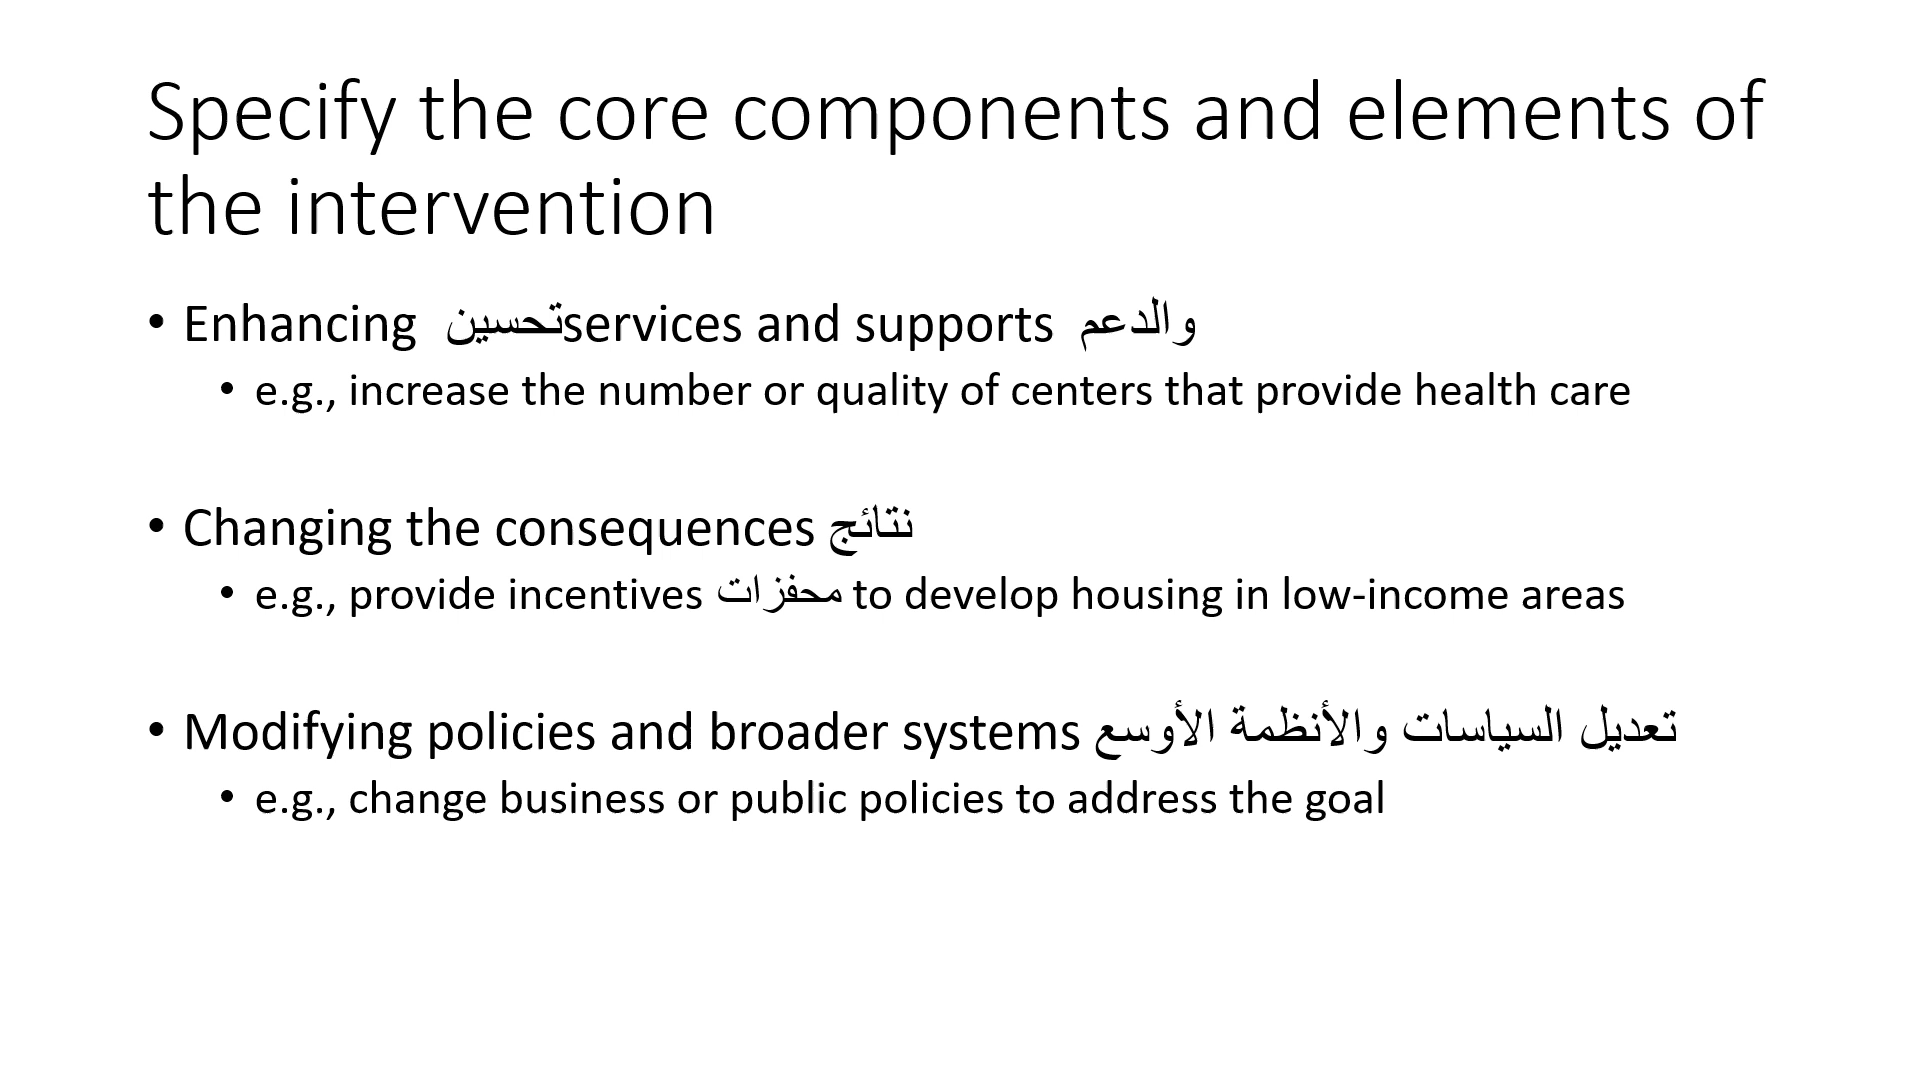 Specify the core components and elements of
the intervention
• Enhancing تحسين services and supports والدعم
• e.g., increase the number or quality of centers that provide health care
• Changing the consequences نتائج
• e.g., provide incentives محفزات to develop housing in low-income areas
• Modifying policies and broader systems تعديل السياسات والأنظمة الأوسع
• e.g., change business or public policies to address the goal